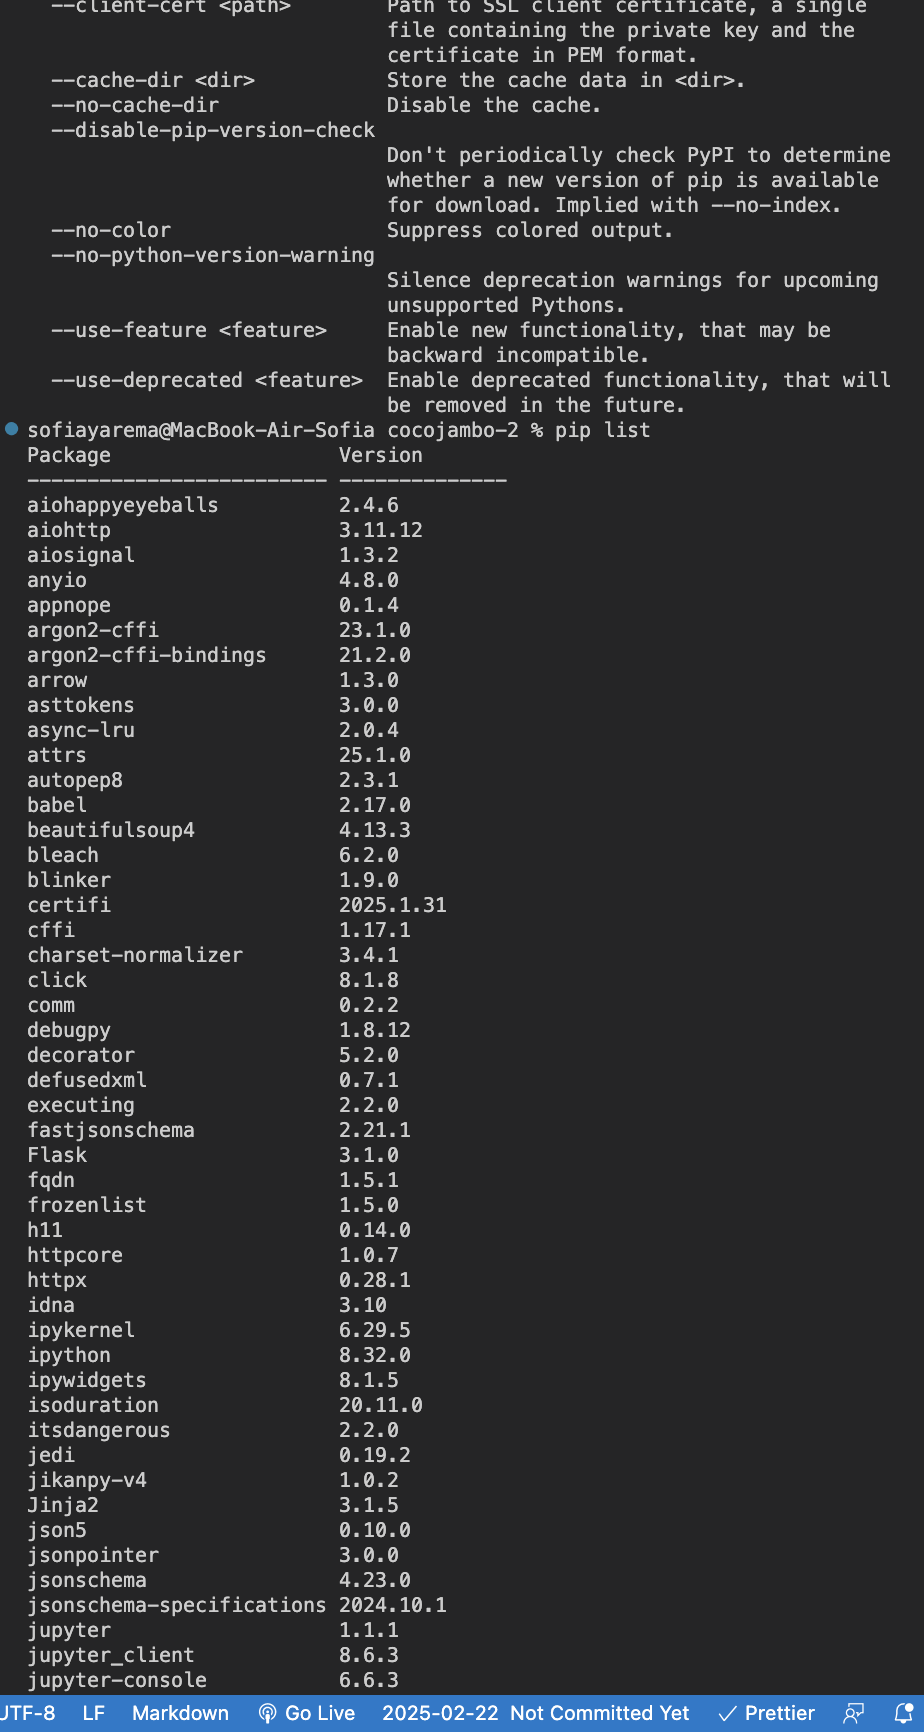 --client-cert <path>        Path to SSL client certificate, a single
                            file containing the private key and the
                            certificate in PEM format.
--cache-dir <dir>           Store the cache data in <dir>.
--no-cache-dir              Disable the cache.
--disable-pip-version-check
                            Don't periodically check PyPI to determine
                            whether a new version of pip is available
                            for download. Implied with --no-index.
--no-color                  Suppress colored output.
--no-python-version-warning
                            Silence deprecation warnings for upcoming
                            unsupported Pythons.
--use-feature <feature>     Enable new functionality, that may be
                            backward incompatible.
--use-deprecated <feature>  Enable deprecated functionality, that will
                            be removed in the future.
sofiayarema@MacBook-Air-Sofia cocojambo-2 % pip list
Package                   Version
------------------------- --------------
aiohappyeyeballs          2.4.6
aiohttp                   3.11.12
aiosignal                 1.3.2
anyio                     4.8.0
appnope                   0.1.4
argon2-cffi               23.1.0
argon2-cffi-bindings      21.2.0
arrow                     1.3.0
asttokens                 3.0.0
async-lru                 2.0.4
attrs                     25.1.0
autopep8                  2.3.1
babel                     2.17.0
beautifulsoup4            4.13.3
bleach                    6.2.0
blinker                   1.9.0
certifi                   2025.1.31
cffi                      1.17.1
charset-normalizer        3.4.1
click                     8.1.8
comm                      0.2.2
debugpy                   1.8.12
decorator                 5.2.0
defusedxml                0.7.1
executing                 2.2.0
fastjsonschema            2.21.1
Flask                     3.1.0
fqdn                      1.5.1
frozenlist                1.5.0
h11                       0.14.0
httpcore                  1.0.7
httpx                     0.28.1
idna                      3.10
ipykernel                 6.29.5
ipython                   8.32.0
ipywidgets                8.1.5
isoduration               20.11.0
itsdangerous              2.2.0
jedi                      0.19.2
jikanpy-v4                1.0.2
Jinja2                    3.1.5
json5                     0.10.0
jsonpointer               3.0.0
jsonschema                4.23.0
jsonschema-specifications 2024.10.1
jupyter                   1.1.1
jupyter_client            8.6.3
jupyter-console           6.6.3
UTF-8 LF Markdown Go Live 2025-02-22 Not Committed Yet Prettier